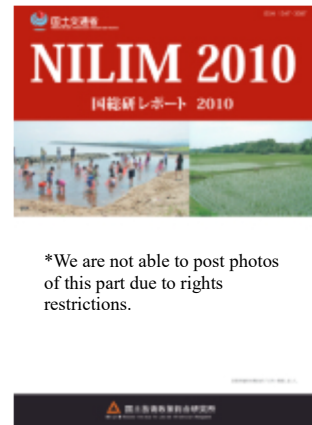 国土交通省
NILIM 2010
国総研レポート 2010
*We are not able to post photos
of this part due to rights
restrictions.
国土技術政策総合研究所